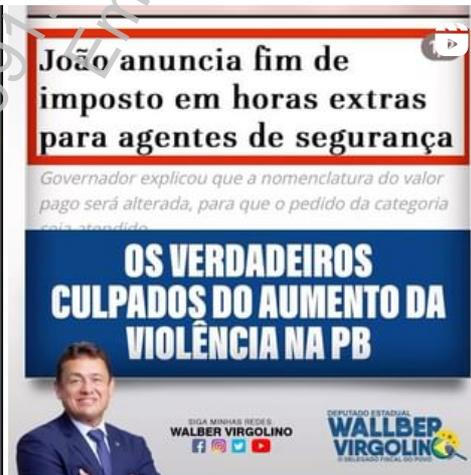 João anuncia fim de
imposto em horas extras
para agentes de segurança
Governador explicou que a nomenclatura do valor
pago será alterada, para que o pedido da categoria
seja atendido
OS VERDADEIROS
CULPADOS DO AUMENTO DA
VIOLÊNCIA NA PB
SIGA MINHAS REDES
WALBER VIRGOLINO
DEPUTADO ESTADUAL
WALLBER
VIRGOLINO
O DELEGADO FISCAL DO POVO